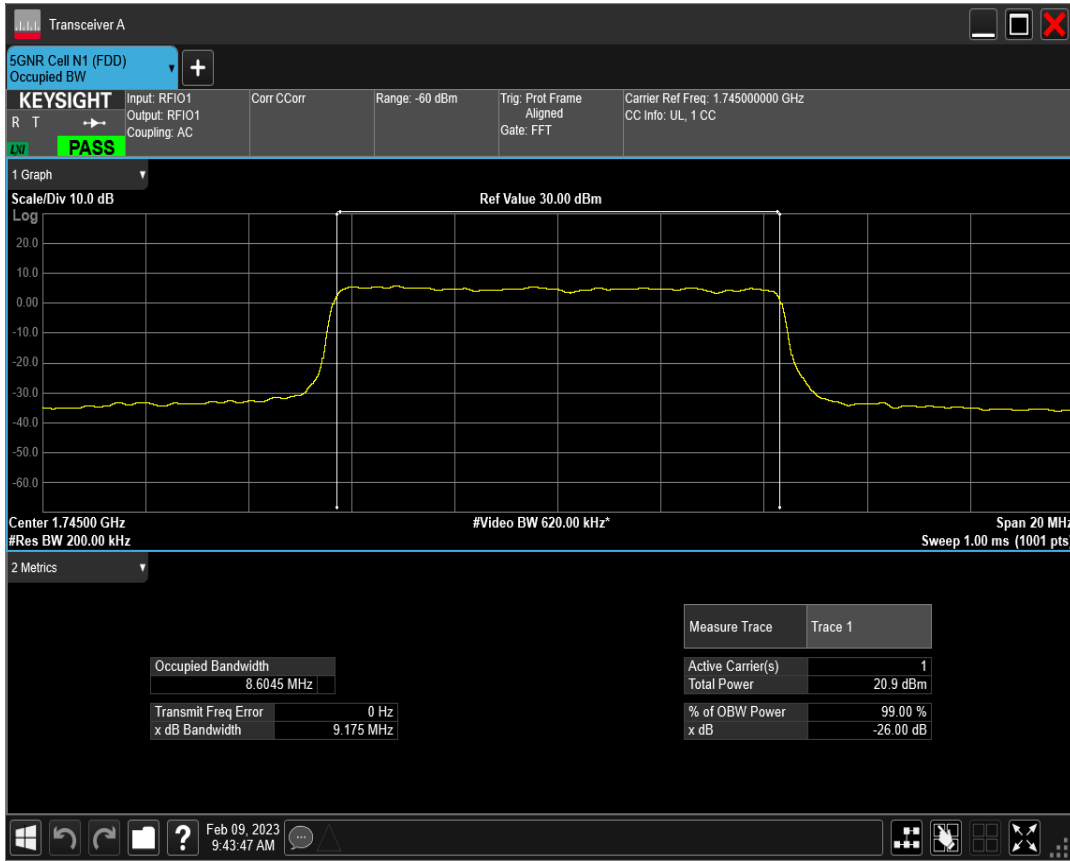 Transceiver A
5GNR Cell N1 (FDD)
Occupied BW
KEYSIGHT
R T
LXI
PASS
Input: RFIO1
Output: RFIO1
Coupling: AC
Corr CCorr
Range: -60 dBm
Trig: Prot Frame
Aligned
Gate: FFT
Carrier Ref Freq: 1.745000000 GHz
CC Info: UL, 1 CC
1 Graph
Scale/Div 10.0 dB
Ref Value 30.00 dBm
Log
20.0
10.0
0.00
-10.0
-20.0
-30.0
-40.0
-50.0
-60.0
Center 1.74500 GHz
#Video BW 620.00 kHz*
Span 20 MHz
#Res BW 200.00 kHz
Sweep 1.00 ms (1001 pts)
2 Metrics
Measure Trace Trace 1
Occupied Bandwidth
8.6045 MHz
Active Carrier(s) 1
Total Power 20.9 dBm
Transmit Freq Error 0 Hz
x dB Bandwidth 9.175 MHz
% of OBW Power 99.00 %
x dB -26.00 dB
Feb 09, 2023
9:43:47 AM